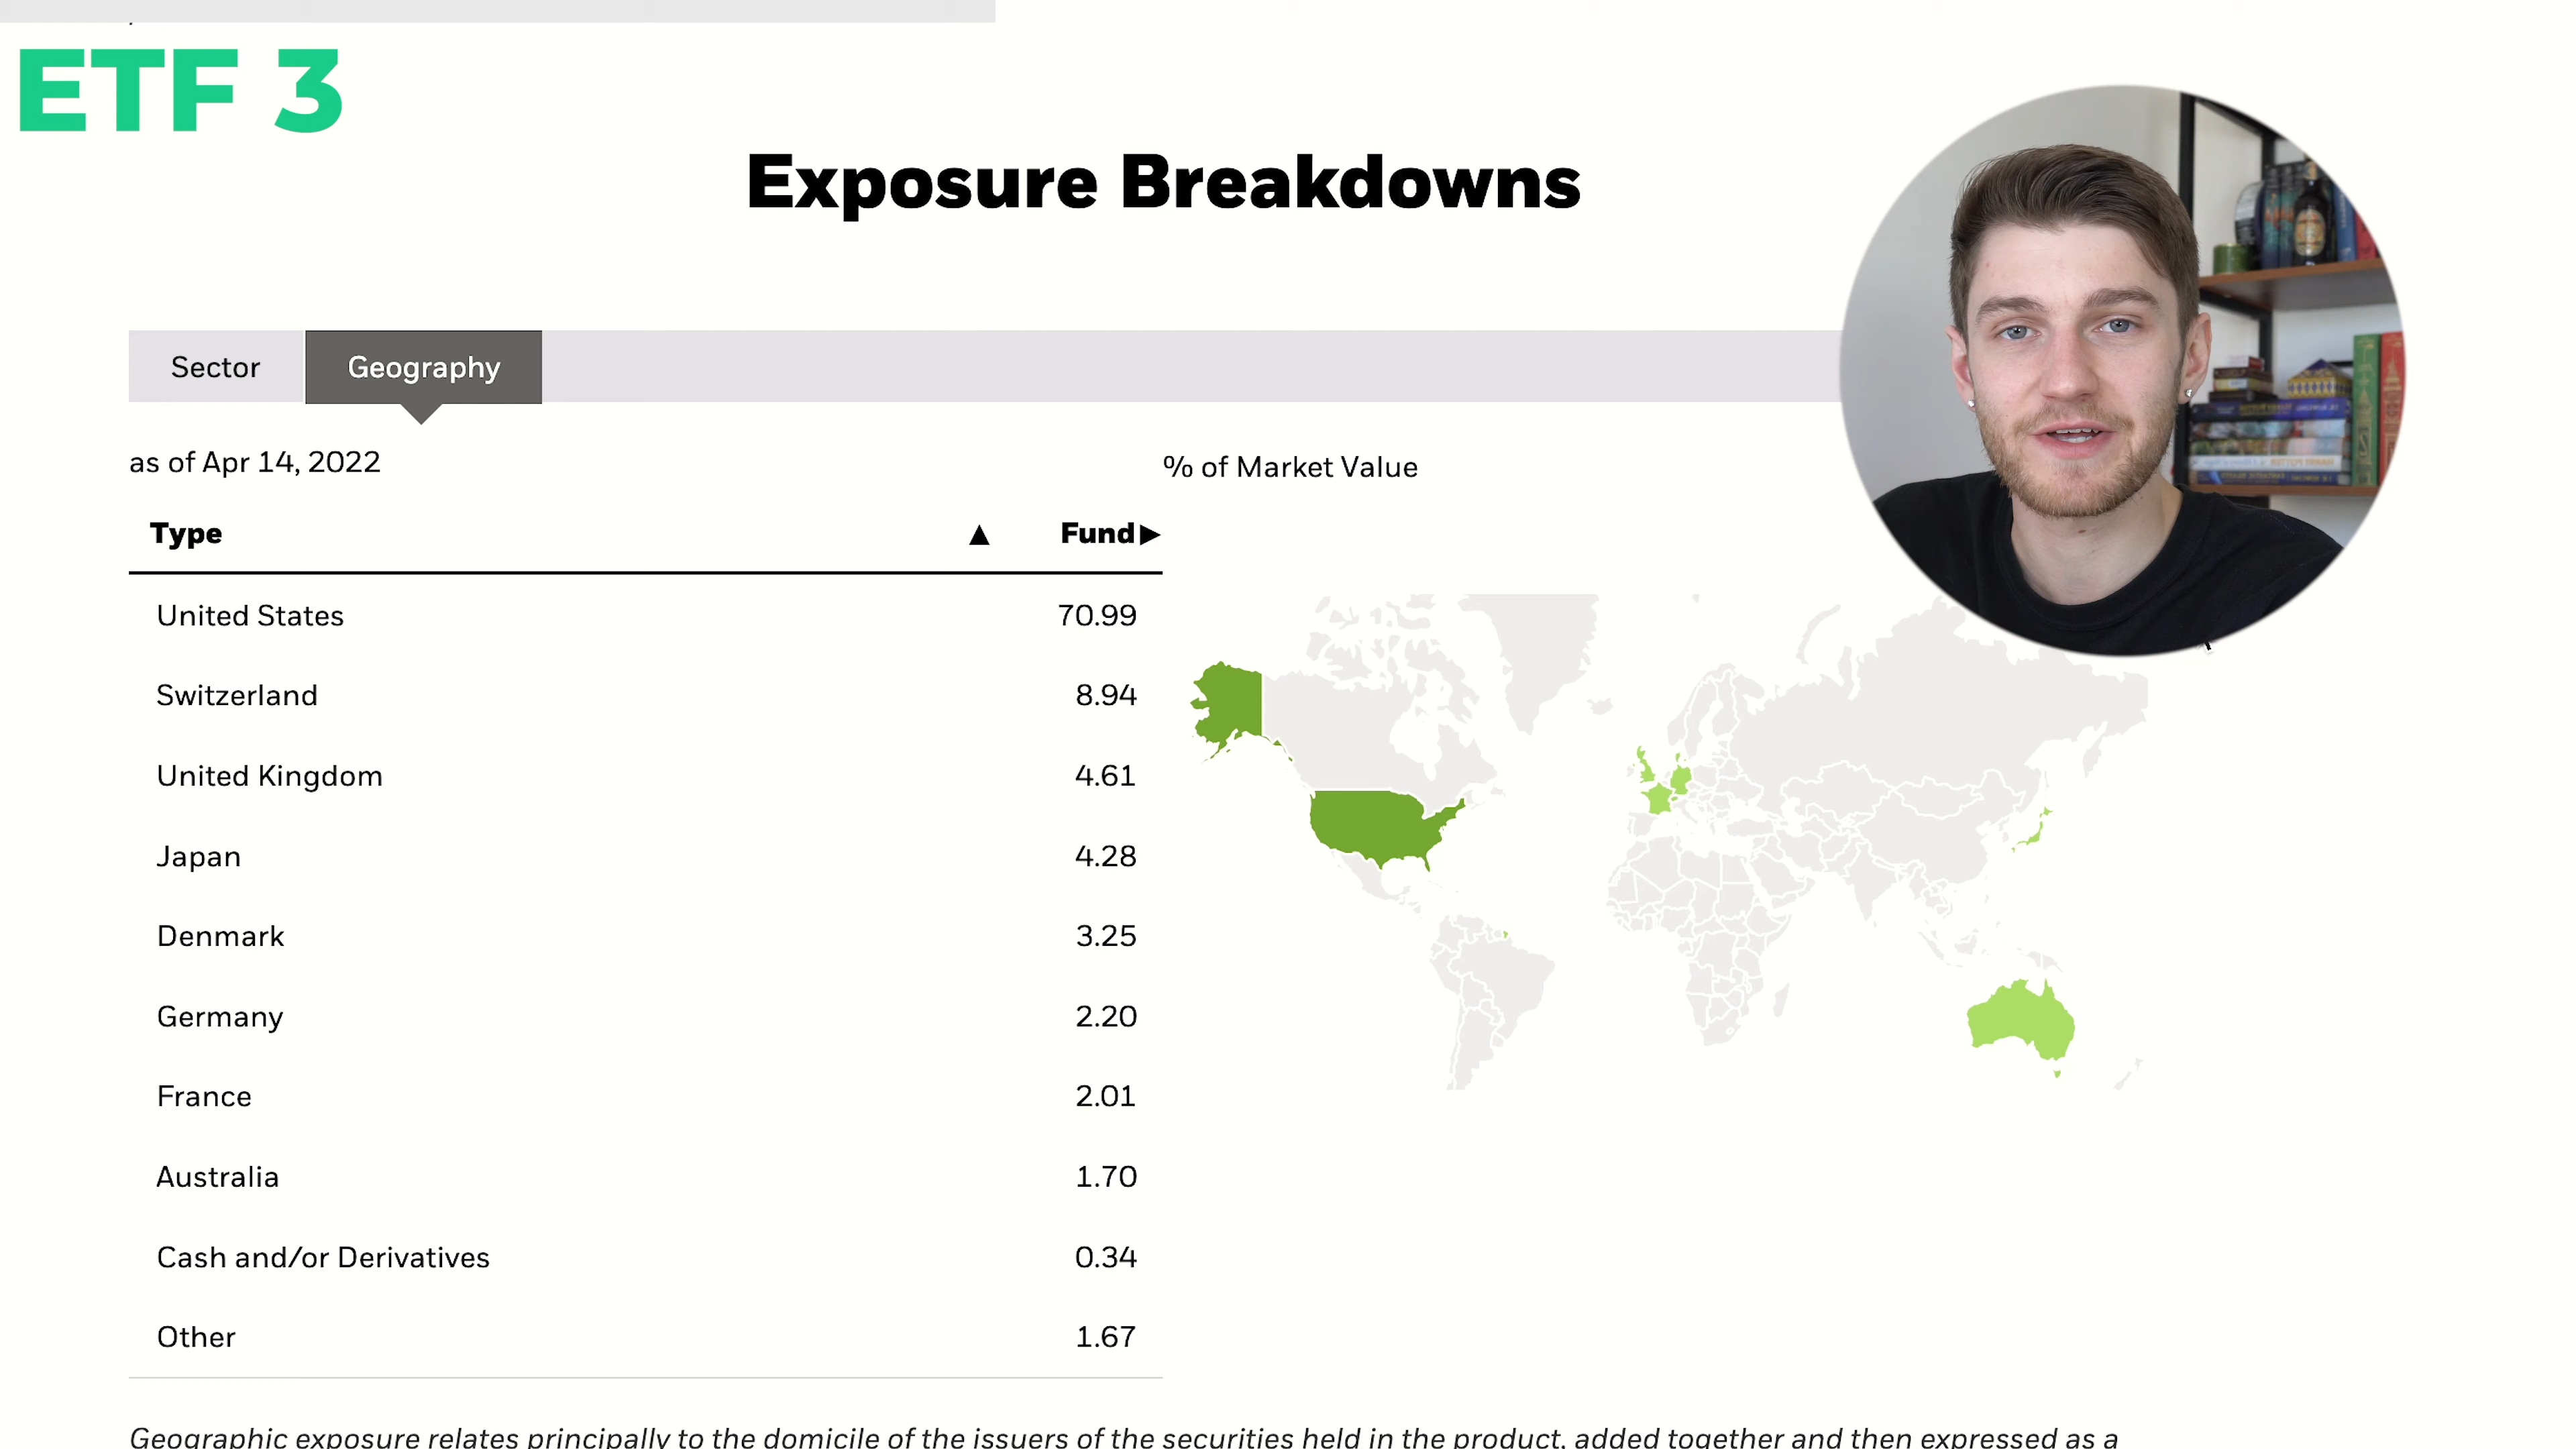 ETF 3
Exposure Breakdowns
Sector Geography
as of Apr 14, 2022
% of Market Value
Type ▲ Fund▶
United States 70.99
Switzerland 8.94
United Kingdom 4.61
Japan 4.28
Denmark 3.25
Germany 2.20
France 2.01
Australia 1.70
Cash and/or Derivatives 0.34
Other 1.67
Geographic exposure relates principally to the domicile of the issuers of the securities held in the product, added together and then expressed as a